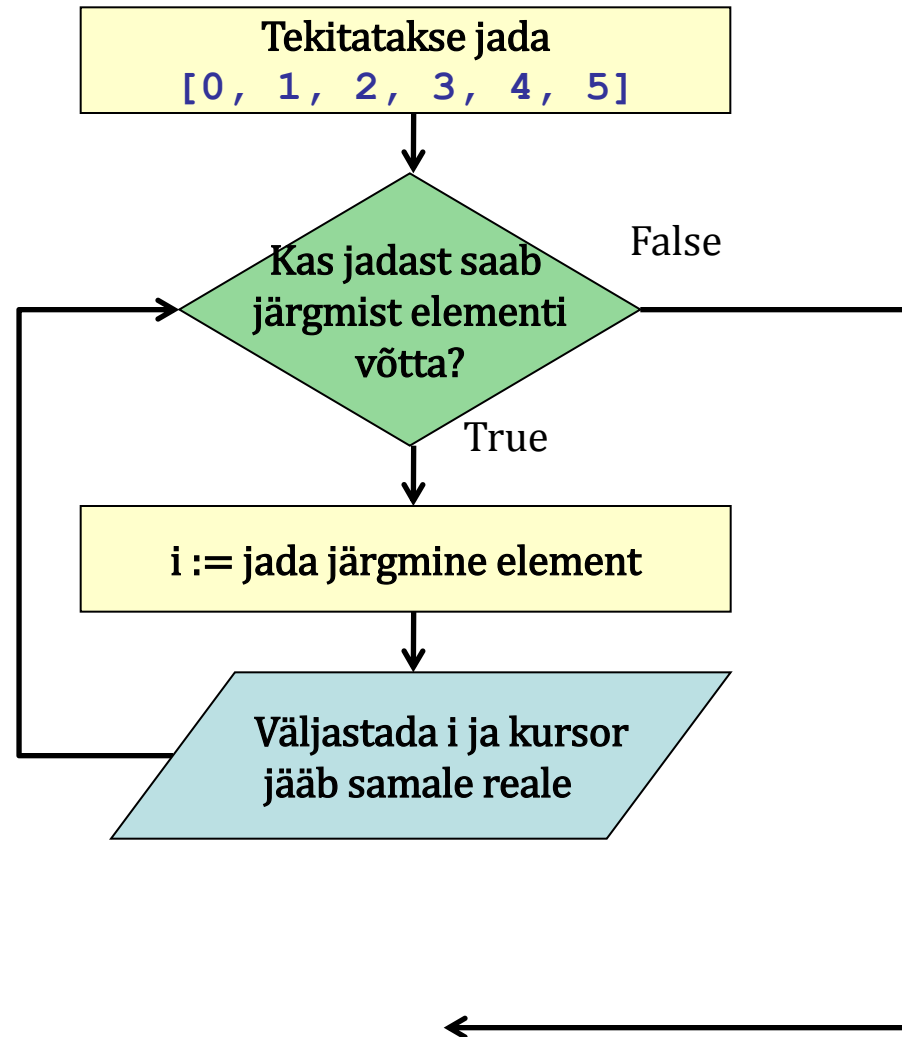 Tekitatakse jada
[0, 1, 2, 3, 4, 5]
False
Kas jadast saab
järgmist elementi
võtta?
True
i := jada järgmine element
Väljastada i ja kursor
jääb samale reale